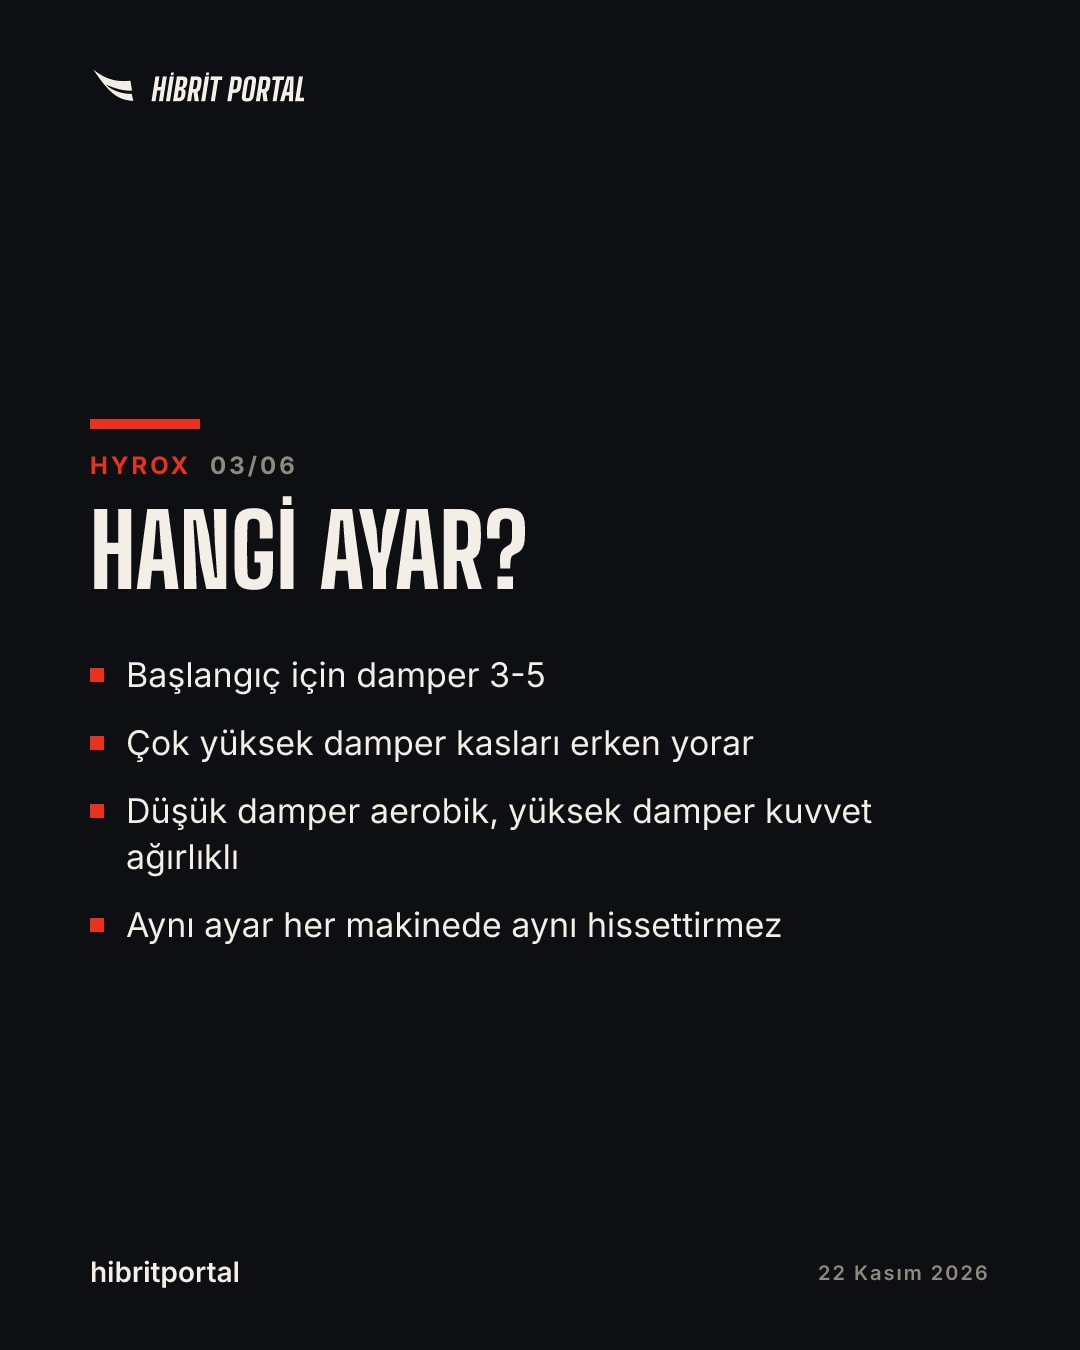 HİBRİT PORTAL
HYROX 03/06
HANGİ AYAR?
Başlangıç için damper 3-5
Çok yüksek damper kasları erken yorar
Düşük damper aerobik, yüksek damper kuvvet
ağırlıklı
Aynı ayar her makinede aynı hissettirmez
hibritportal
22 Kasım 2026